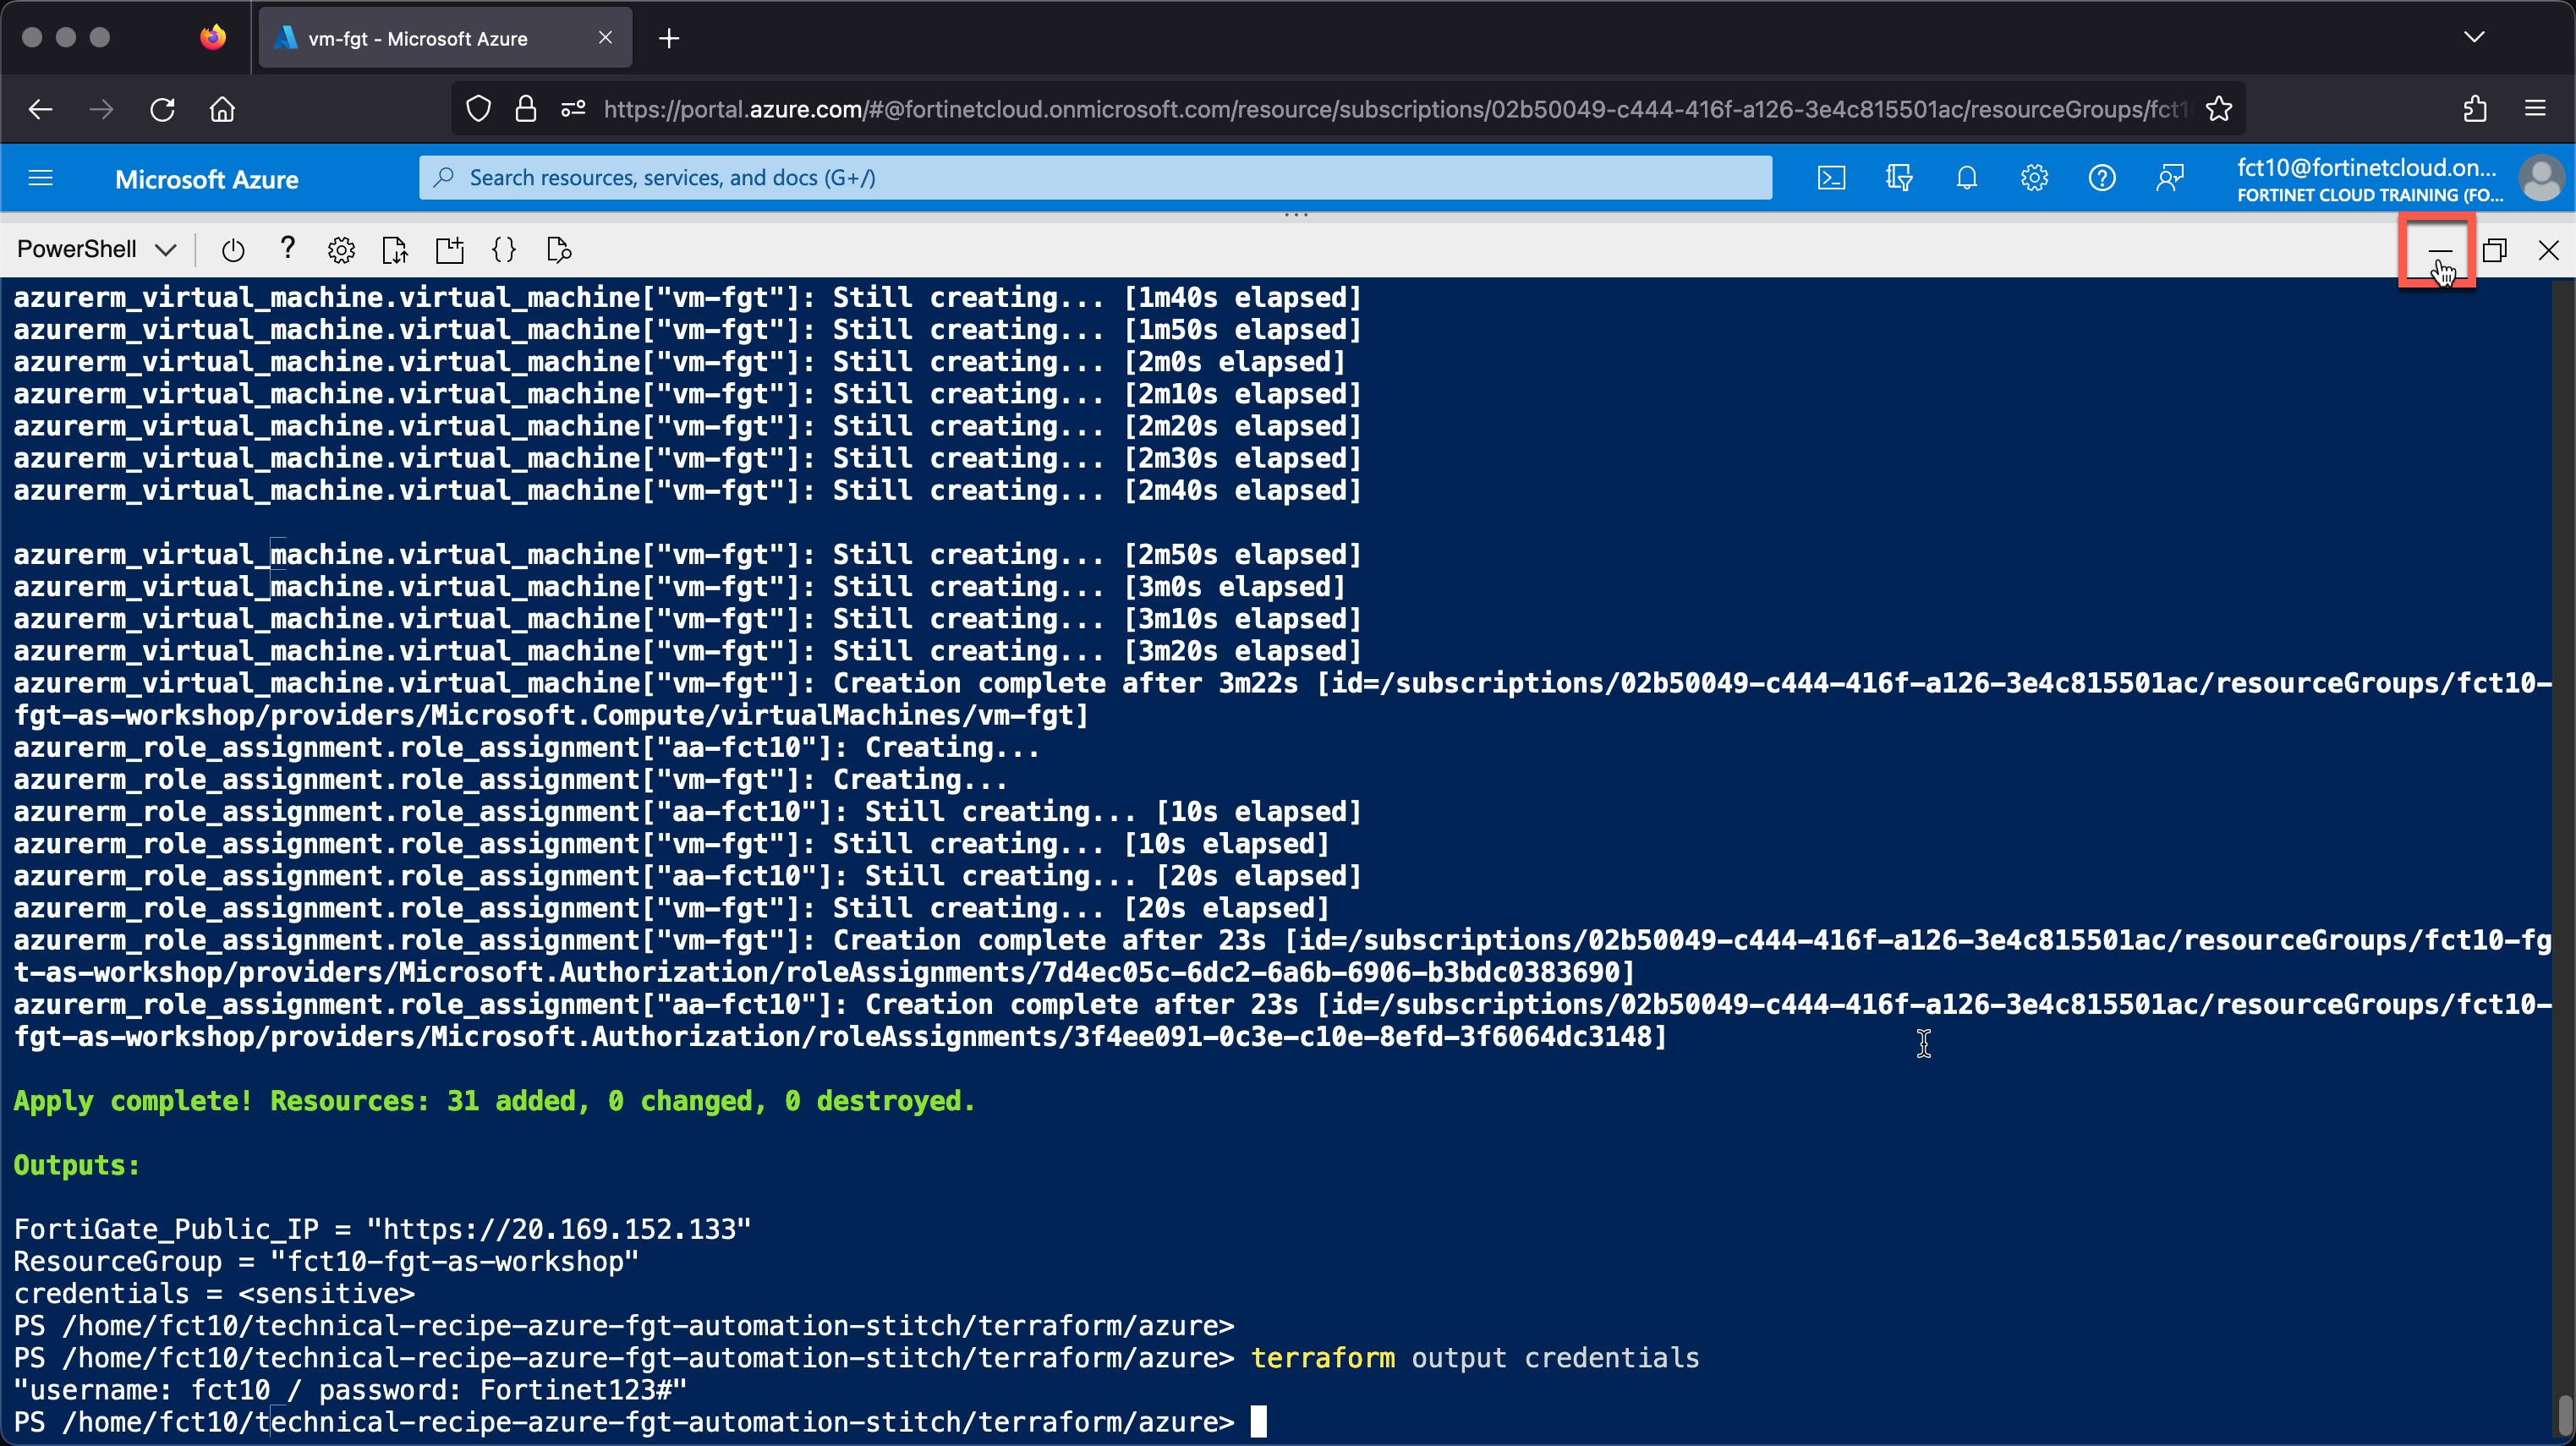 vm-fgt - Microsoft Azure
https://portal.azure.com/#@fortinetcloud.onmicrosoft.com/resource/subscriptions/02b50049-c444-416f-a126-3e4c815501ac/resourceGroups/fct1
Microsoft Azure
Search resources, services, and docs (G+/)
fct10@fortinetcloud.on...
FORTINET CLOUD TRAINING (FO...
PowerShell
azurerm_virtual_machine.virtual_machine["vm-fgt"]: Still creating... [1m40s elapsed]
azurerm_virtual_machine.virtual_machine["vm-fgt"]: Still creating... [1m50s elapsed]
azurerm_virtual_machine.virtual_machine["vm-fgt"]: Still creating... [2m0s elapsed]
azurerm_virtual_machine.virtual_machine["vm-fgt"]: Still creating... [2m10s elapsed]
azurerm_virtual_machine.virtual_machine["vm-fgt"]: Still creating... [2m20s elapsed]
azurerm_virtual_machine.virtual_machine["vm-fgt"]: Still creating... [2m30s elapsed]
azurerm_virtual_machine.virtual_machine["vm-fgt"]: Still creating... [2m40s elapsed]
azurerm_virtual_machine.virtual_machine["vm-fgt"]: Still creating... [2m50s elapsed]
azurerm_virtual_machine.virtual_machine["vm-fgt"]: Still creating... [3m0s elapsed]
azurerm_virtual_machine.virtual_machine["vm-fgt"]: Still creating... [3m10s elapsed]
azurerm_virtual_machine.virtual_machine["vm-fgt"]: Still creating... [3m20s elapsed]
azurerm_virtual_machine.virtual_machine["vm-fgt"]: Creation complete after 3m22s [id=/subscriptions/02b50049-c444-416f-a126-3e4c815501ac/resourceGroups/fct10-
fgt-as-workshop/providers/Microsoft.Compute/virtualMachines/vm-fgt]
azurerm_role_assignment.role_assignment["aa-fct10"]: Creating...
azurerm_role_assignment.role_assignment["vm-fgt"]: Creating...
azurerm_role_assignment.role_assignment["aa-fct10"]: Still creating... [10s elapsed]
azurerm_role_assignment.role_assignment["vm-fgt"]: Still creating... [10s elapsed]
azurerm_role_assignment.role_assignment["aa-fct10"]: Still creating... [20s elapsed]
azurerm_role_assignment.role_assignment["vm-fgt"]: Still creating... [20s elapsed]
azurerm_role_assignment.role_assignment["vm-fgt"]: Creation complete after 23s [id=/subscriptions/02b50049-c444-416f-a126-3e4c815501ac/resourceGroups/fct10-fg
t-as-workshop/providers/Microsoft.Authorization/roleAssignments/7d4ec05c-6dc2-6a6b-6906-b3bdc0383690]
azurerm_role_assignment.role_assignment["aa-fct10"]: Creation complete after 23s [id=/subscriptions/02b50049-c444-416f-a126-3e4c815501ac/resourceGroups/fct10-
fgt-as-workshop/providers/Microsoft.Authorization/roleAssignments/3f4ee091-0c3e-c10e-8efd-3f6064dc3148]
Apply complete! Resources: 31 added, 0 changed, 0 destroyed.
Outputs:
FortiGate_Public_IP = "https://20.169.152.133"
ResourceGroup = "fct10-fgt-as-workshop"
credentials = <sensitive>
PS /home/fct10/technical-recipe-azure-fgt-automation-stitch/terraform/azure>
PS /home/fct10/technical-recipe-azure-fgt-automation-stitch/terraform/azure> terraform output credentials
"username: fct10 / password: Fortinet123#"
PS /home/fct10/technical-recipe-azure-fgt-automation-stitch/terraform/azure>